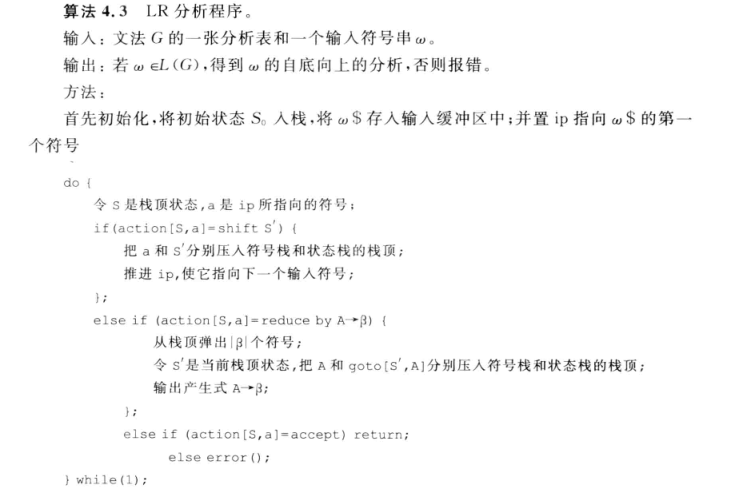 算法 4.3 LR 分析程序。
输入：文法 G 的一张分析表和一个输入符号串 ω。
输出：若 ω∈L(G)，得到 ω 的自底向上的分析，否则报错。
方法：
首先初始化，将初始状态 S₀ 入栈，将 ω$ 存入输入缓冲区中；并置 ip 指向 ω$ 的第一
个符号
do {
令 S 是栈顶状态,a 是 ip 所指向的符号；
if(action[S,a]=shift S′) {
把 a 和 S′分别压入符号栈和状态栈的栈顶；
推进 ip,使它指向下一个输入符号；
};
else if (action[S,a]=reduce by A→β) {
从栈顶弹出|β|个符号；
令 S′是当前栈顶状态,把 A 和 goto[S′,A]分别压入符号栈和状态栈的栈顶；
输出产生式 A→β;
};
else if (action[S,a]=accept) return;
else error();
} while(1);